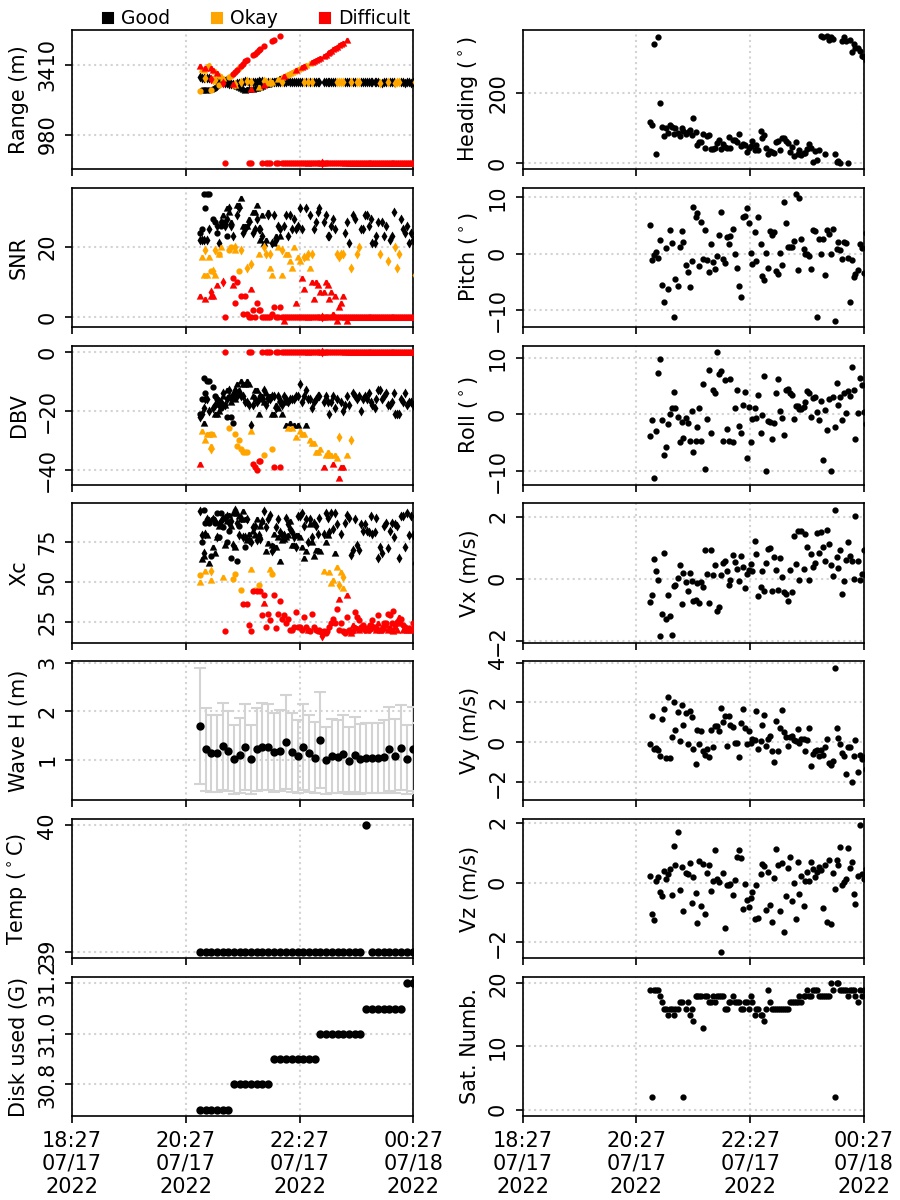 Good Okay Difficult
Range (m)
3410
980
Heading (°)
200
0
SNR
20
0
Pitch (°)
10
0
−10
DBV
0
−20
−40
Roll (°)
10
0
−10
Xc
75
50
25
Vx (m/s)
2
0
−2
Wave H (m)
3
2
1
Vy (m/s)
4
2
0
−2
Temp (°C)
40
39
Vz (m/s)
2
0
−2
Disk used (G)
31.2
31.0
30.8
Sat. Numb.
20
10
0
18:27 20:27 22:27 00:27
07/17 07/17 07/17 07/18
2022 2022 2022 2022
18:27 20:27 22:27 00:27
07/17 07/17 07/17 07/18
2022 2022 2022 2022